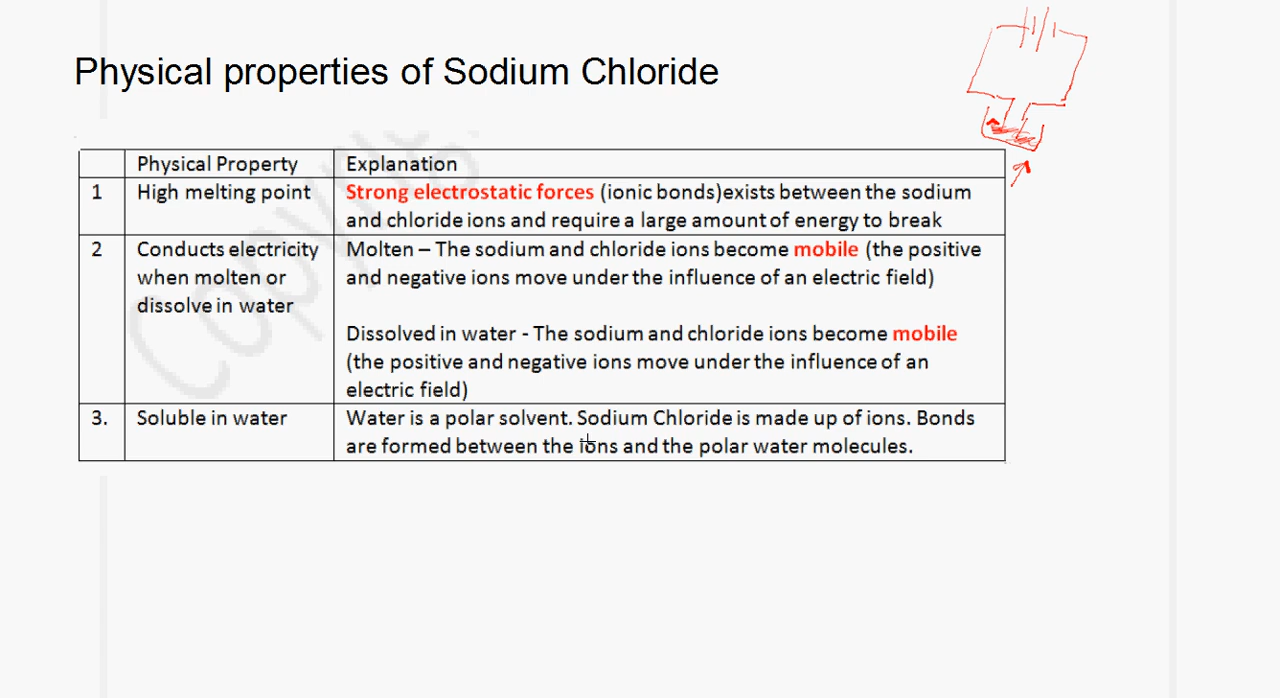 Physical properties of Sodium Chloride
Physical Property
Explanation
1
High melting point
Strong electrostatic forces (ionic bonds)exists between the sodium
and chloride ions and require a large amount of energy to break
2
Conducts electricity
when molten or
dissolve in water
Molten – The sodium and chloride ions become mobile (the positive
and negative ions move under the influence of an electric field)
Dissolved in water - The sodium and chloride ions become mobile
(the positive and negative ions move under the influence of an
electric field)
3.
Soluble in water
Water is a polar solvent. Sodium Chloride is made up of ions. Bonds
are formed between the ions and the polar water molecules.